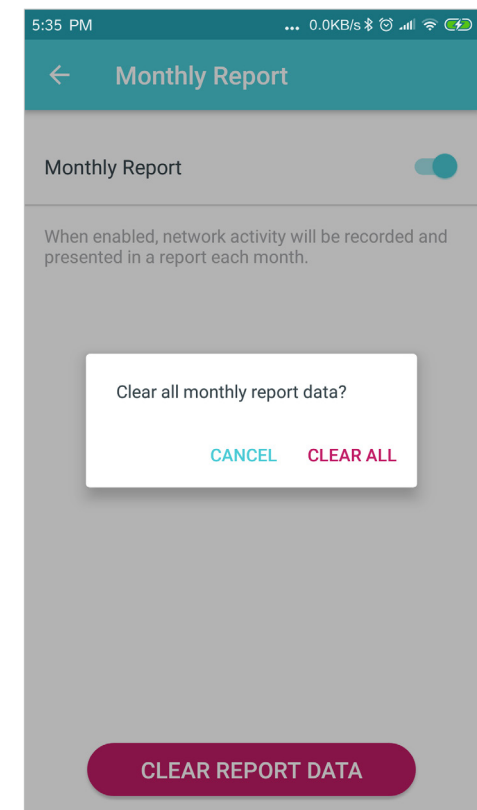 5:35 PM ... 0.0KB/s
Monthly Report
Monthly Report
When enabled, network activity will be recorded and
presented in a report each month.
Clear all monthly report data?
CANCEL CLEAR ALL
CLEAR REPORT DATA